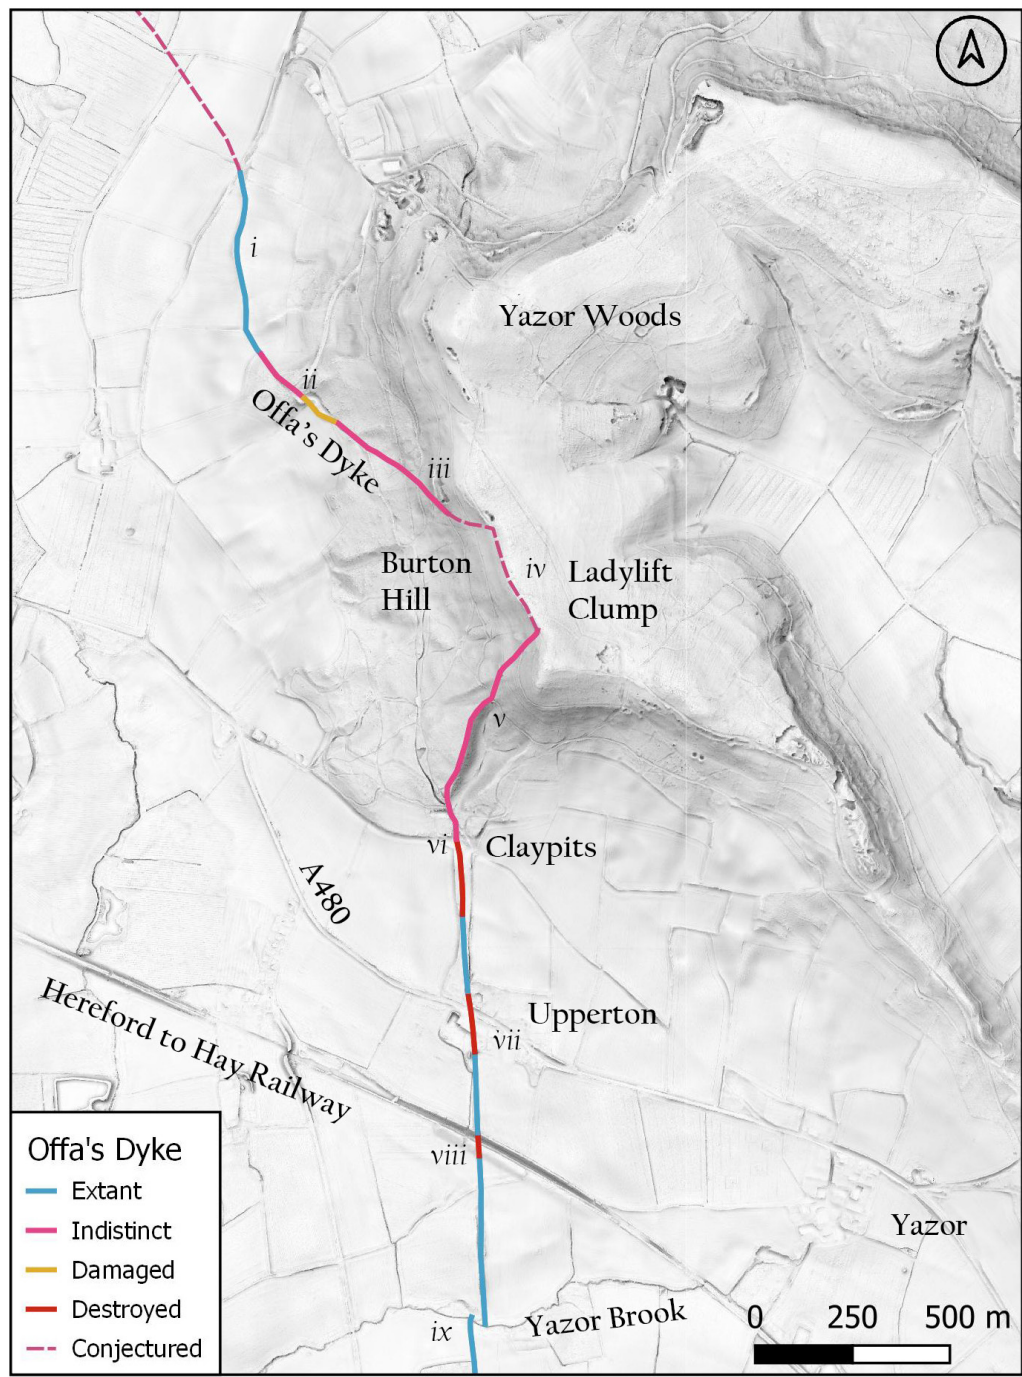 i
Yazor Woods
ii
Offa's Dyke
iii
Burton
Hill
iv
Ladylift
Clump
v
vi
Claypits
A480
Upperton
vii
Hereford to Hay Railway
viii
Yazor
ix
Yazor Brook
Offa's Dyke
Extant
Indistinct
Damaged
Destroyed
Conjectured
0 250 500 m